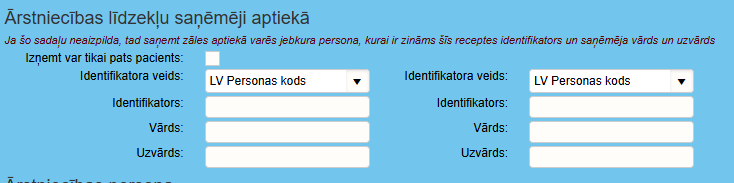 Ārstniecības līdzekļu saņēmēji aptiekā
Ja šo sadaļu neaizpilda, tad saņemt zāles aptiekā varēs jebkura persona, kurai ir zināms šīs receptes identifikators un saņēmēja vārds un uzvārds
Izņemt var tikai pats pacients:
Identifikatora veids: LV Personas kods Identifikatora veids: LV Personas kods
Identifikators: Identifikators:
Vārds: Vārds:
Uzvārds: Uzvārds: